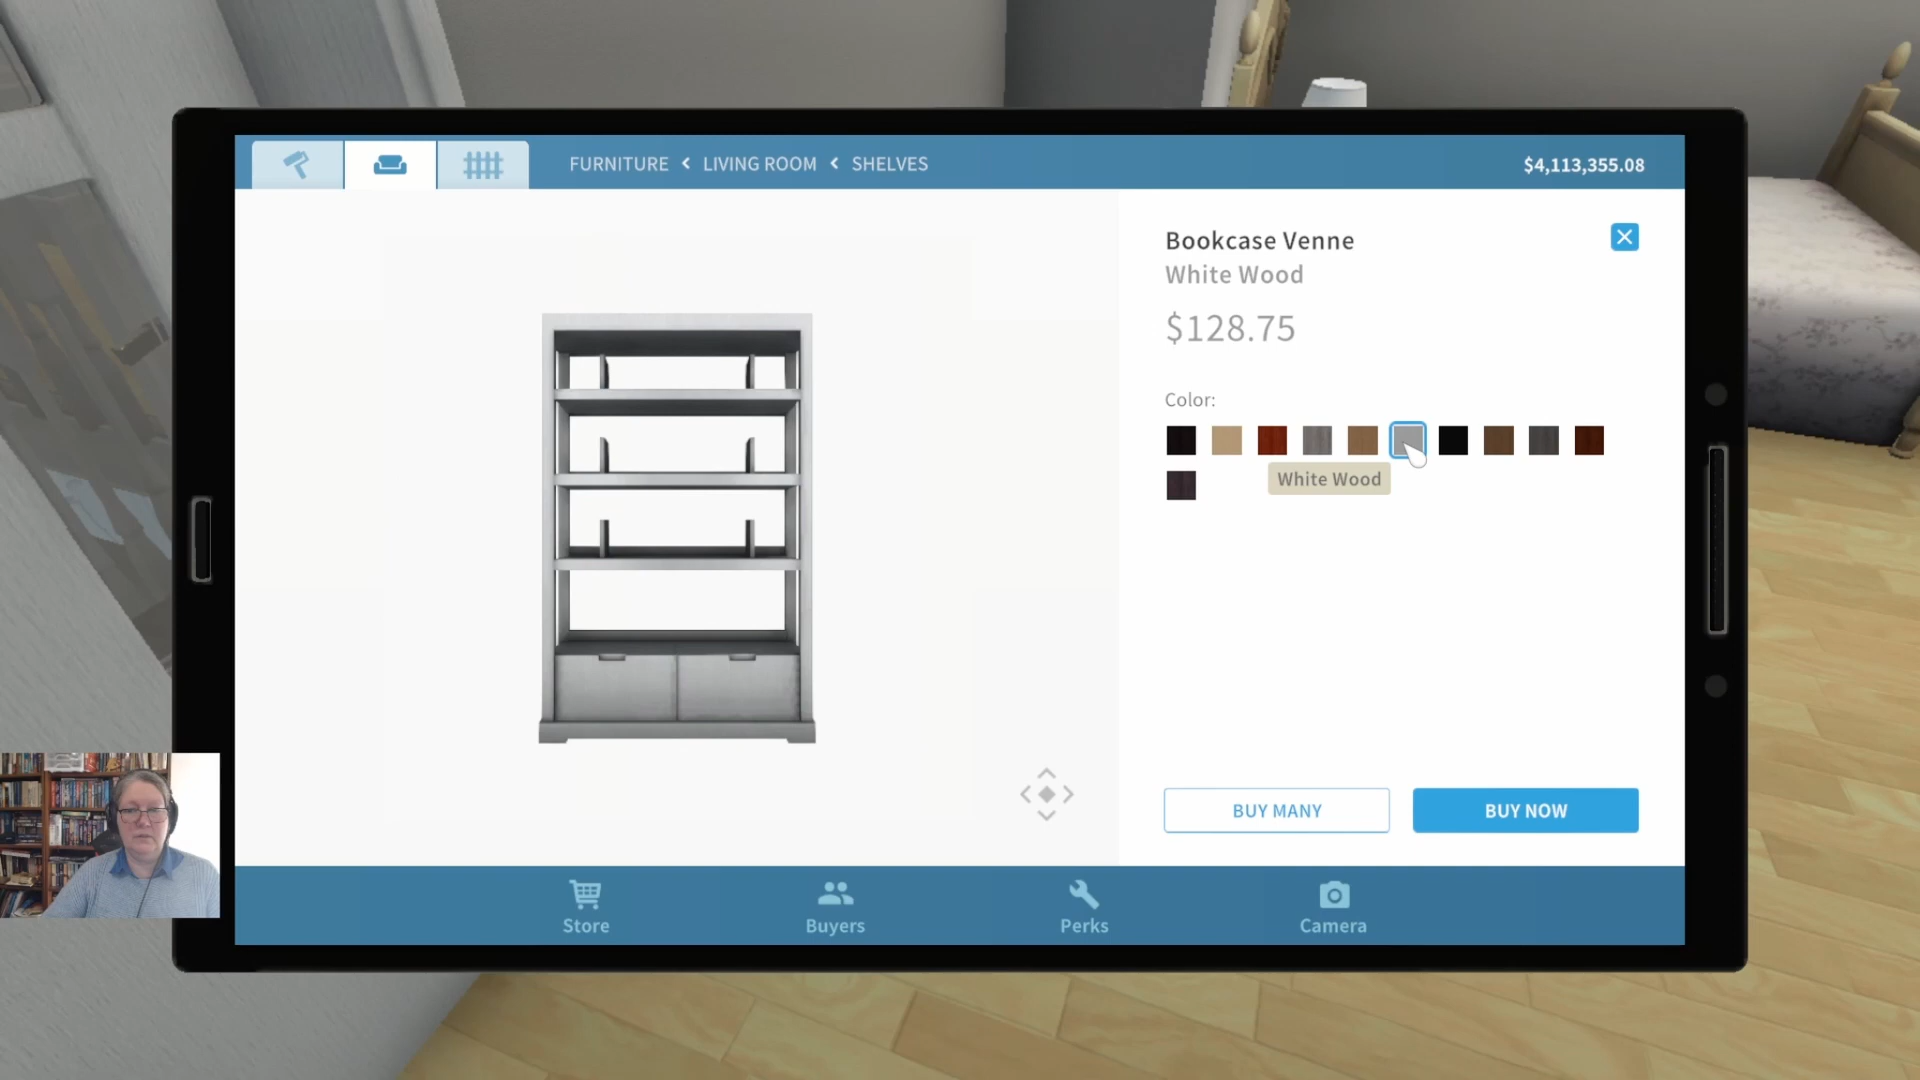 FURNITURE < LIVING ROOM < SHELVES
$4,113,355.08
Bookcase Venne
White Wood
$128.75
Color:
White Wood
BUY MANY
BUY NOW
Store
Buyers
Perks
Camera